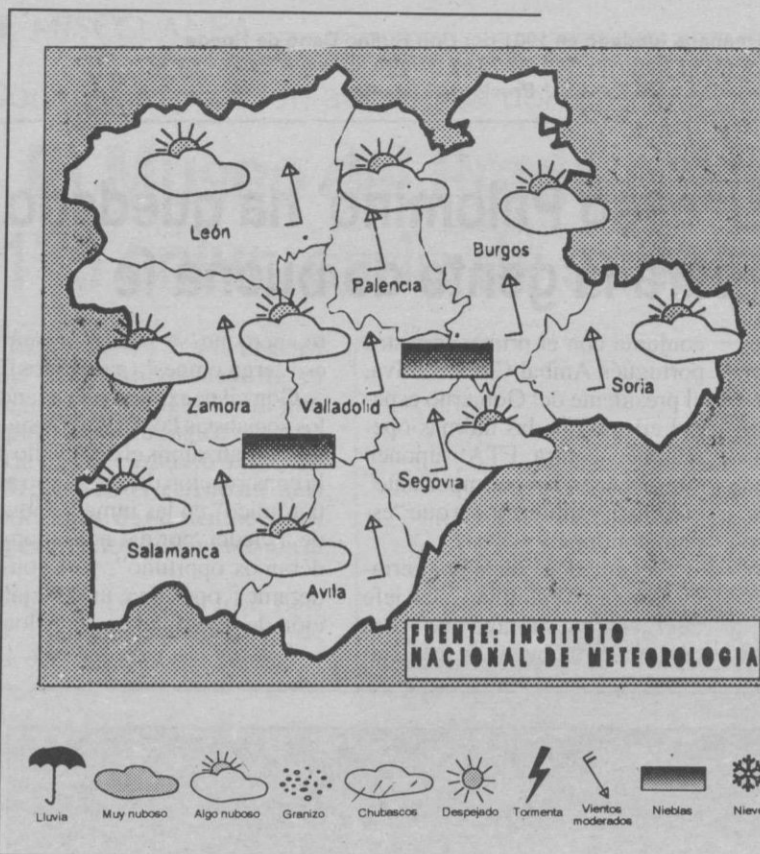 León
Palencia
Burgos
Soria
Zamora
Valladolid
Segovia
Salamanca
Avila
FUENTE: INSTITUTO
NACIONAL DE METEOROLOGIA
Lluvia
Muy nuboso
Algo nuboso
Granizo
Chubascos
Despejado
Tormenta
Vientos
moderados
Nieblas
Nieve